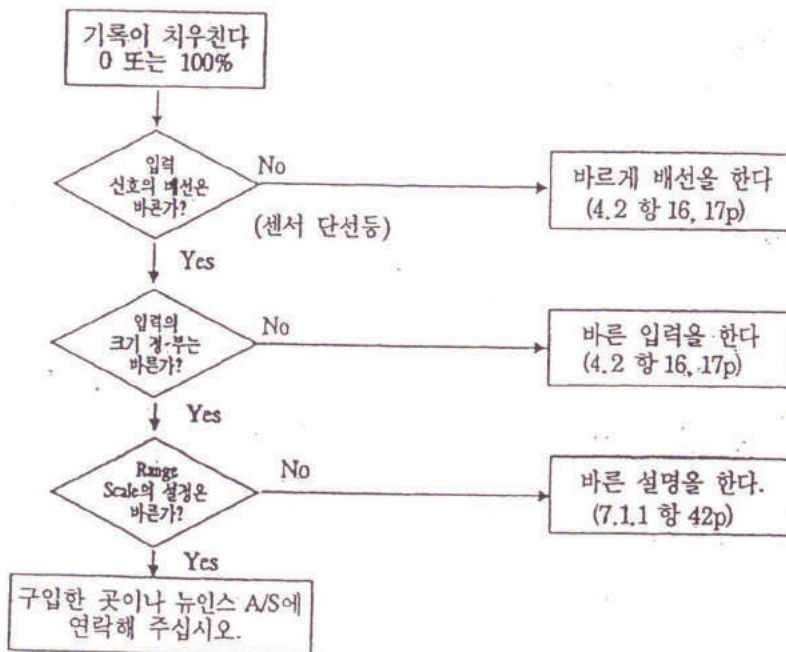 기록이 치우친다
0 또는 100%
입력
신호의 배선은
바른가?
No
바르게 배선을 한다
(4.2 항 16, 17p)
(센서 단선등)
Yes
입력의
크기 정·부는
바른가?
No
바른 입력을 한다
(4.2 항 16, 17p)
Yes
Range
Scale의 설정은
바른가?
No
바른 설명을 한다.
(7.1.1 항 42p)
Yes
구입한 곳이나 뉴인스 A/S에
연락해 주십시오.